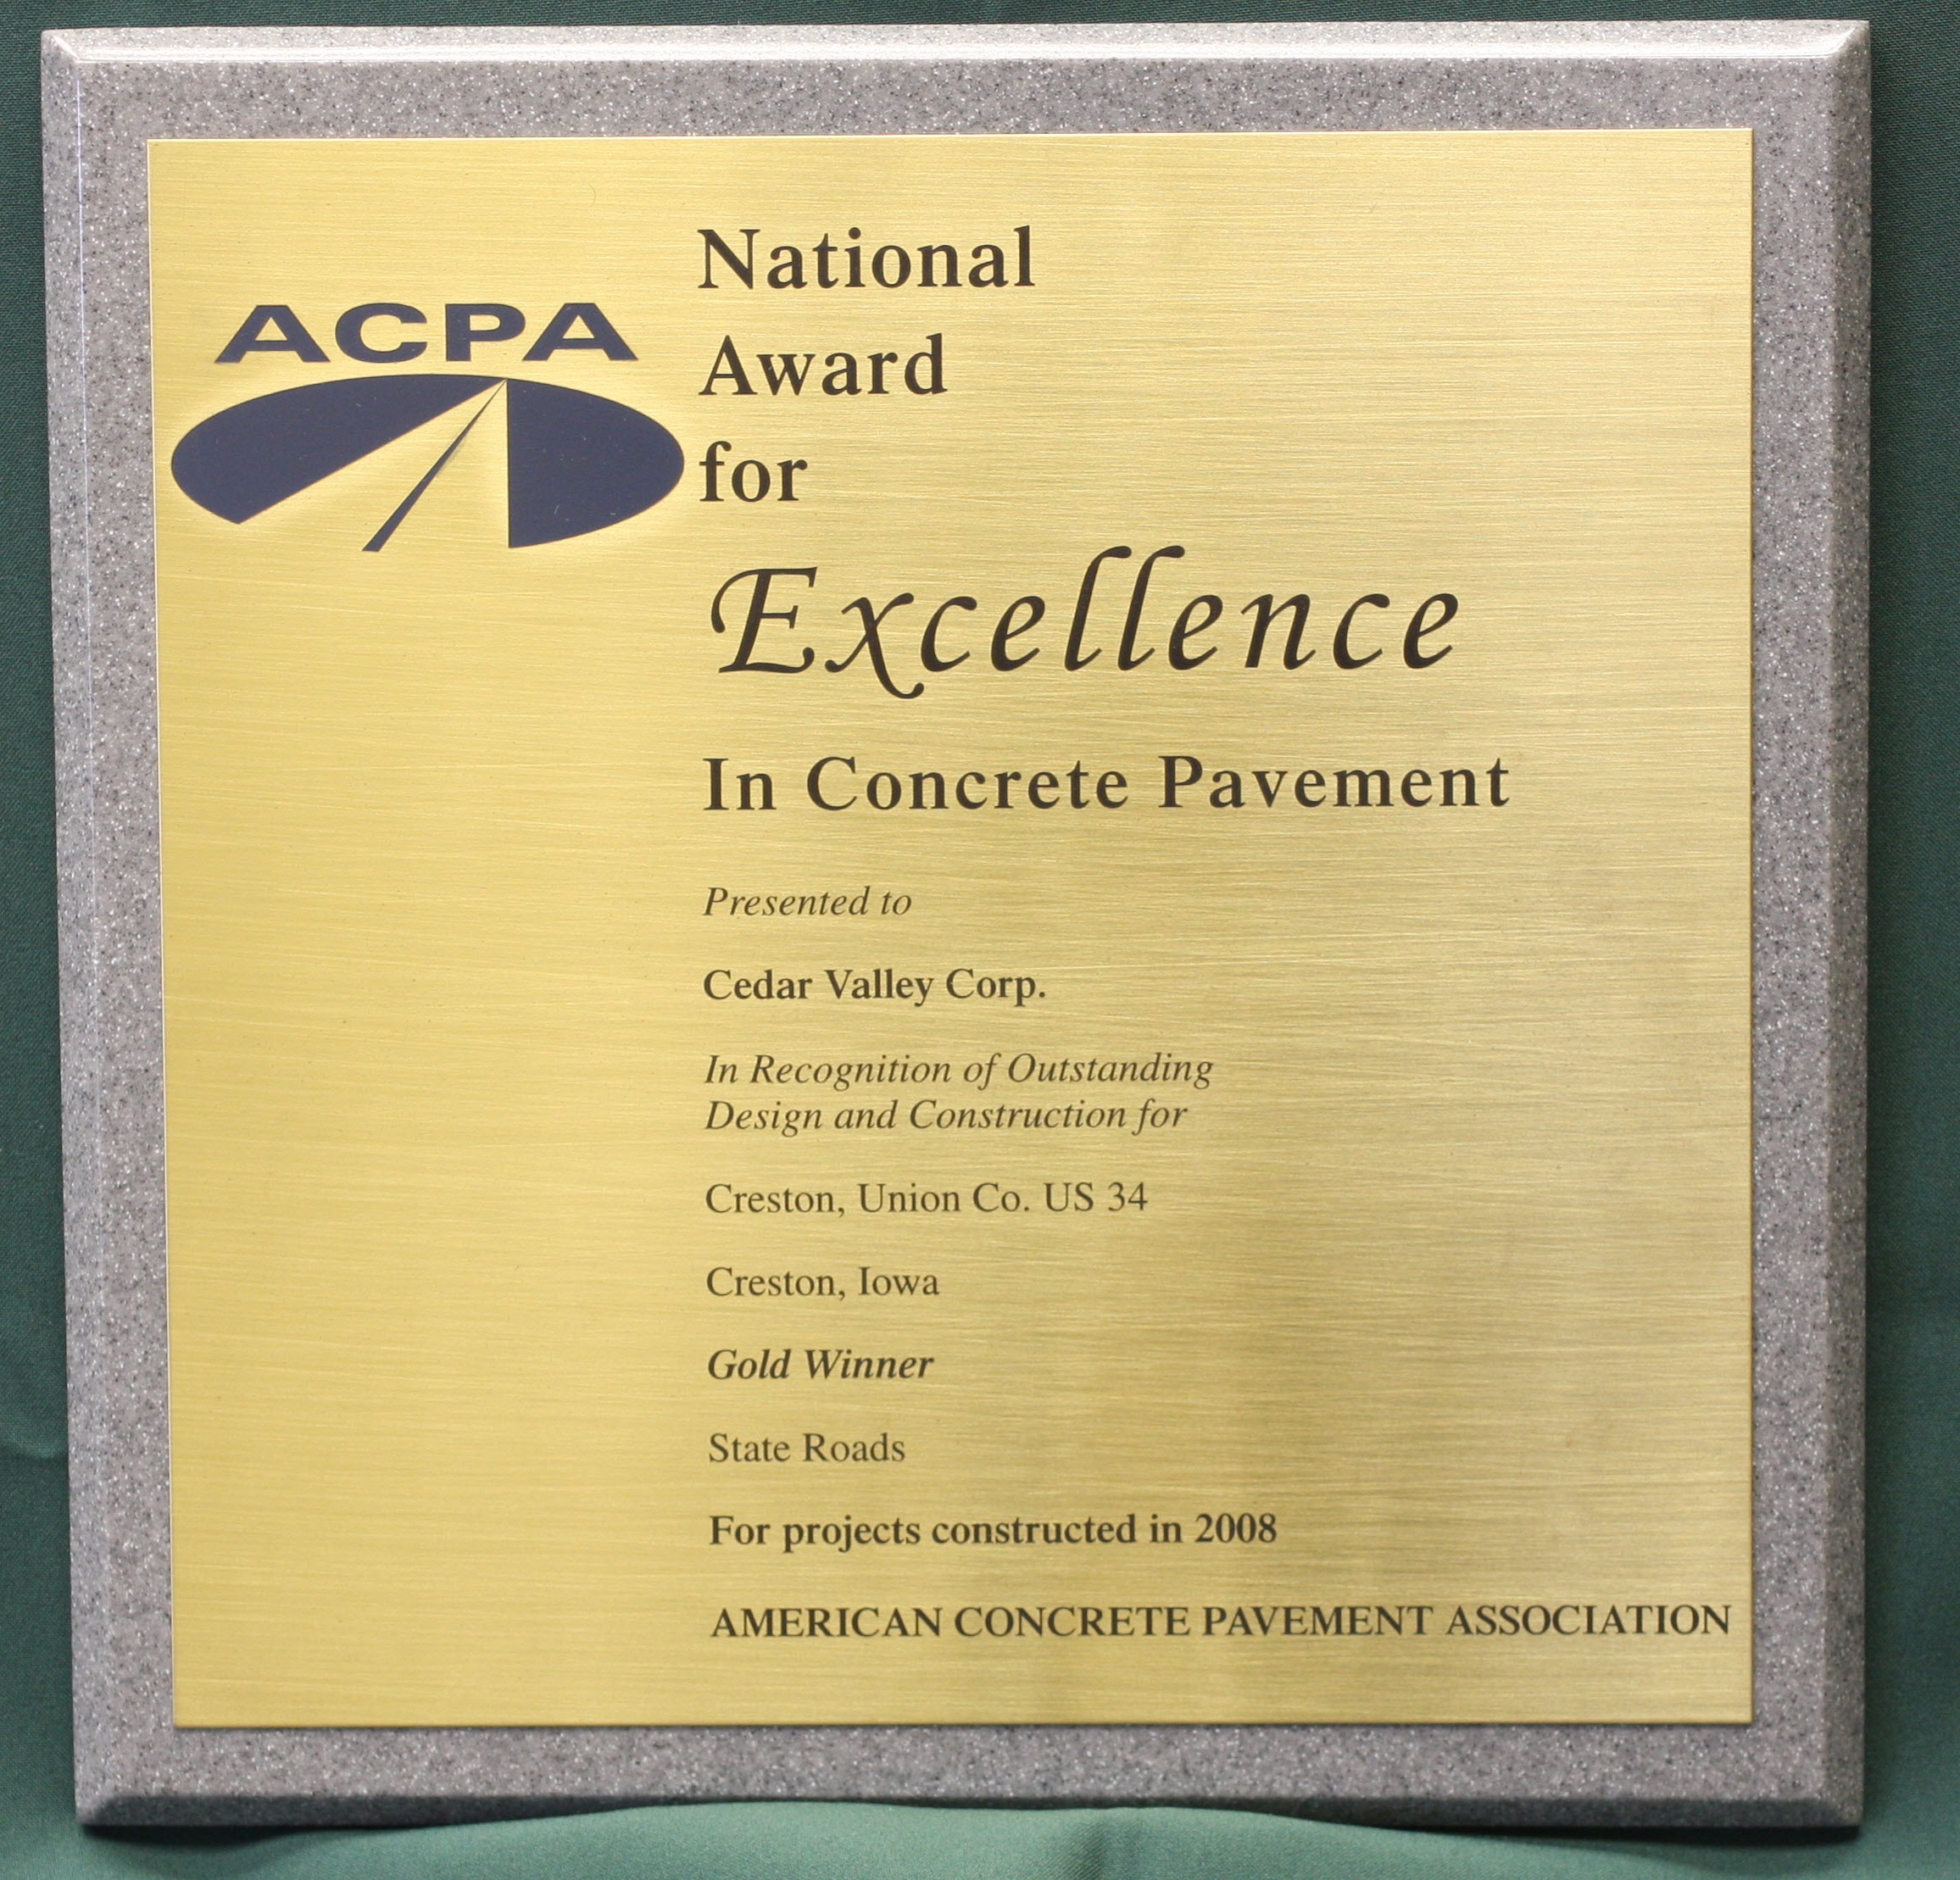 ACPA
National
Award
for
Excellence
In Concrete Pavement
Presented to
Cedar Valley Corp.
In Recognition of Outstanding
Design and Construction for
Creston, Union Co. US 34
Creston, Iowa
Gold Winner
State Roads
For projects constructed in 2008
AMERICAN CONCRETE PAVEMENT ASSOCIATION